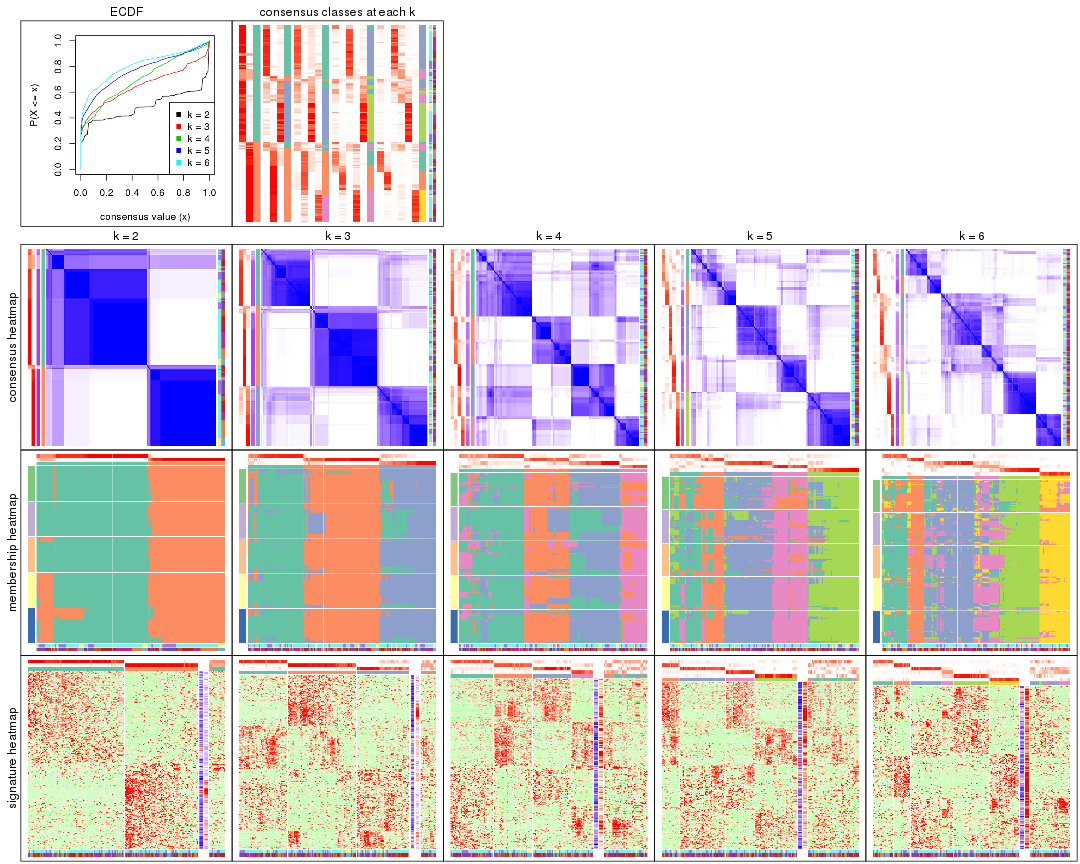 ECDF
consensus classes at each k
P(X <= x)
0.0 0.2 0.4 0.6 0.8 1.0
k = 2
k = 3
k = 4
k = 5
k = 6
0.0 0.2 0.4 0.6 0.8 1.0
consensus value (x)
k = 2 k = 3 k = 4 k = 5 k = 6
consensus heatmap
membership heatmap
signature heatmap